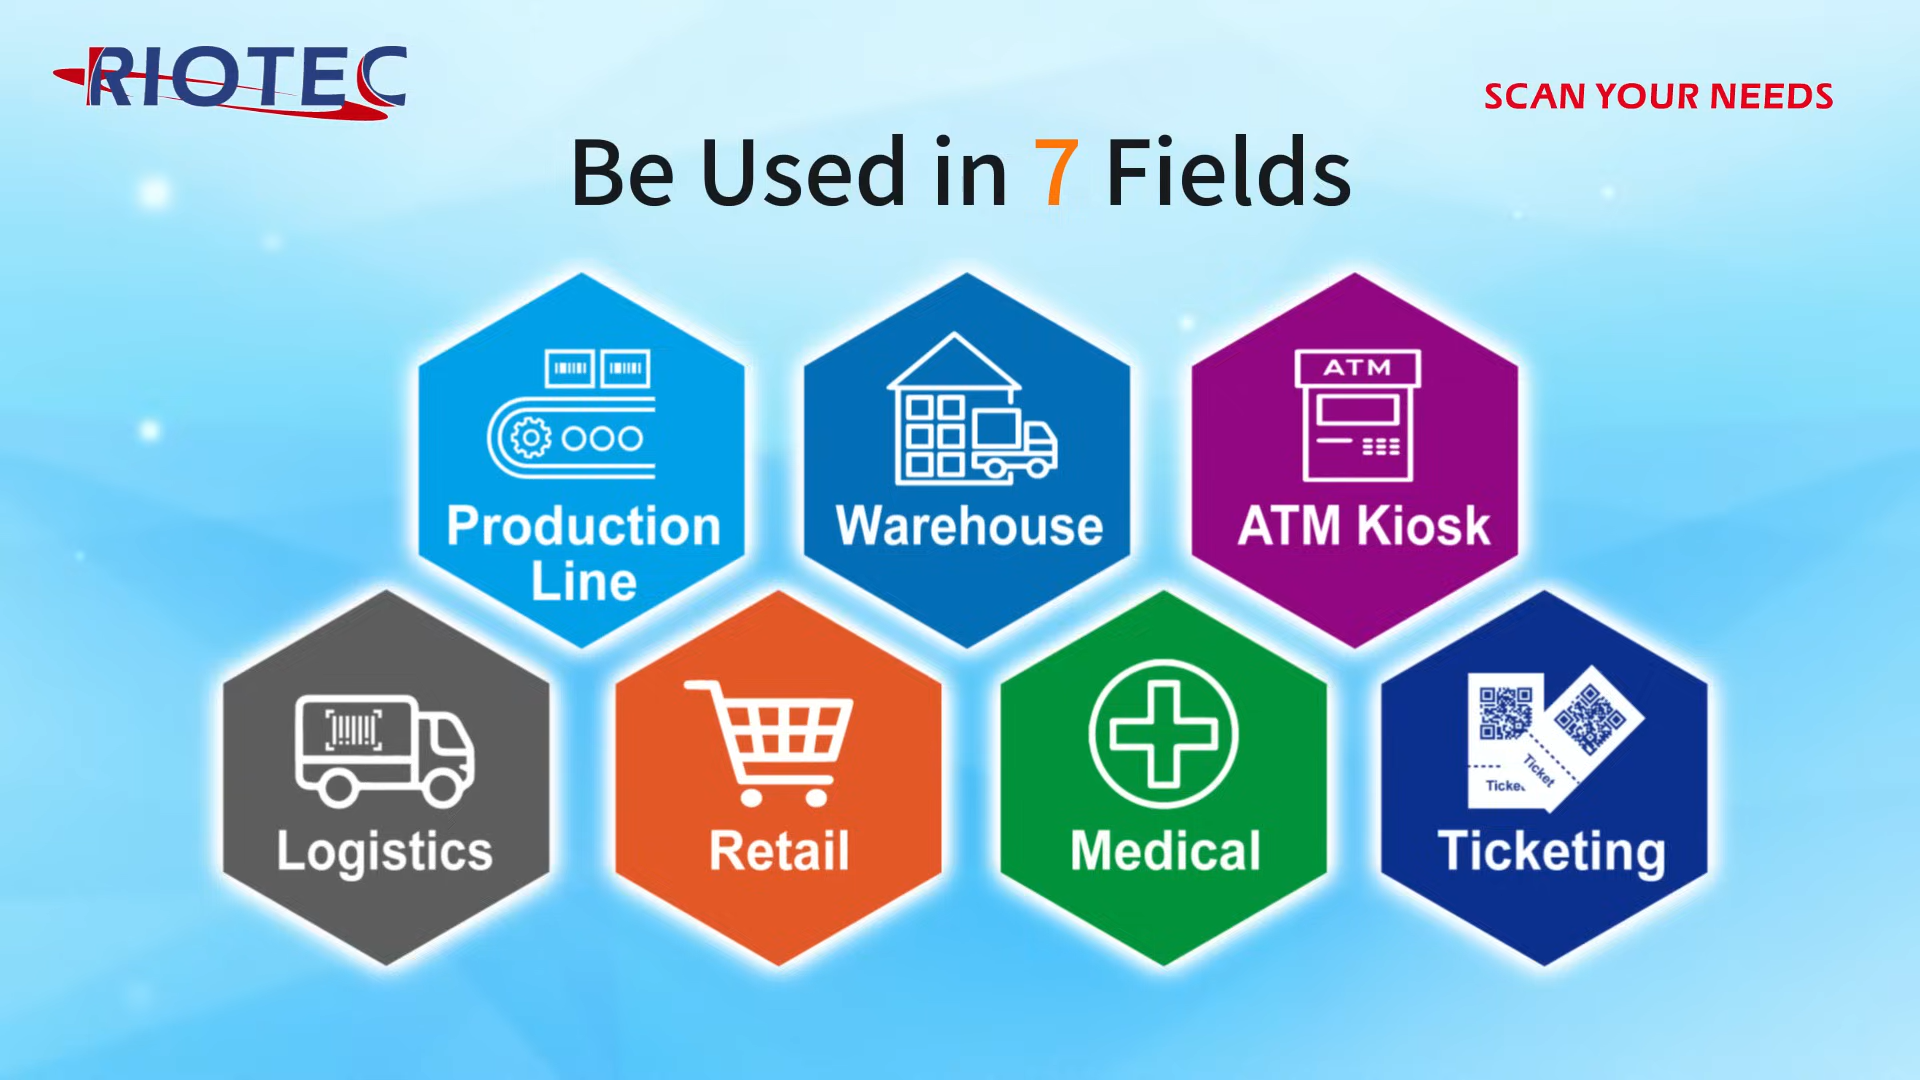 RIOTEC
SCAN YOUR NEEDS
Be Used in 7 Fields
ATM
Production
Line
Warehouse
ATM Kiosk
Ticket
Logistics
Retail
Medical
Ticketing